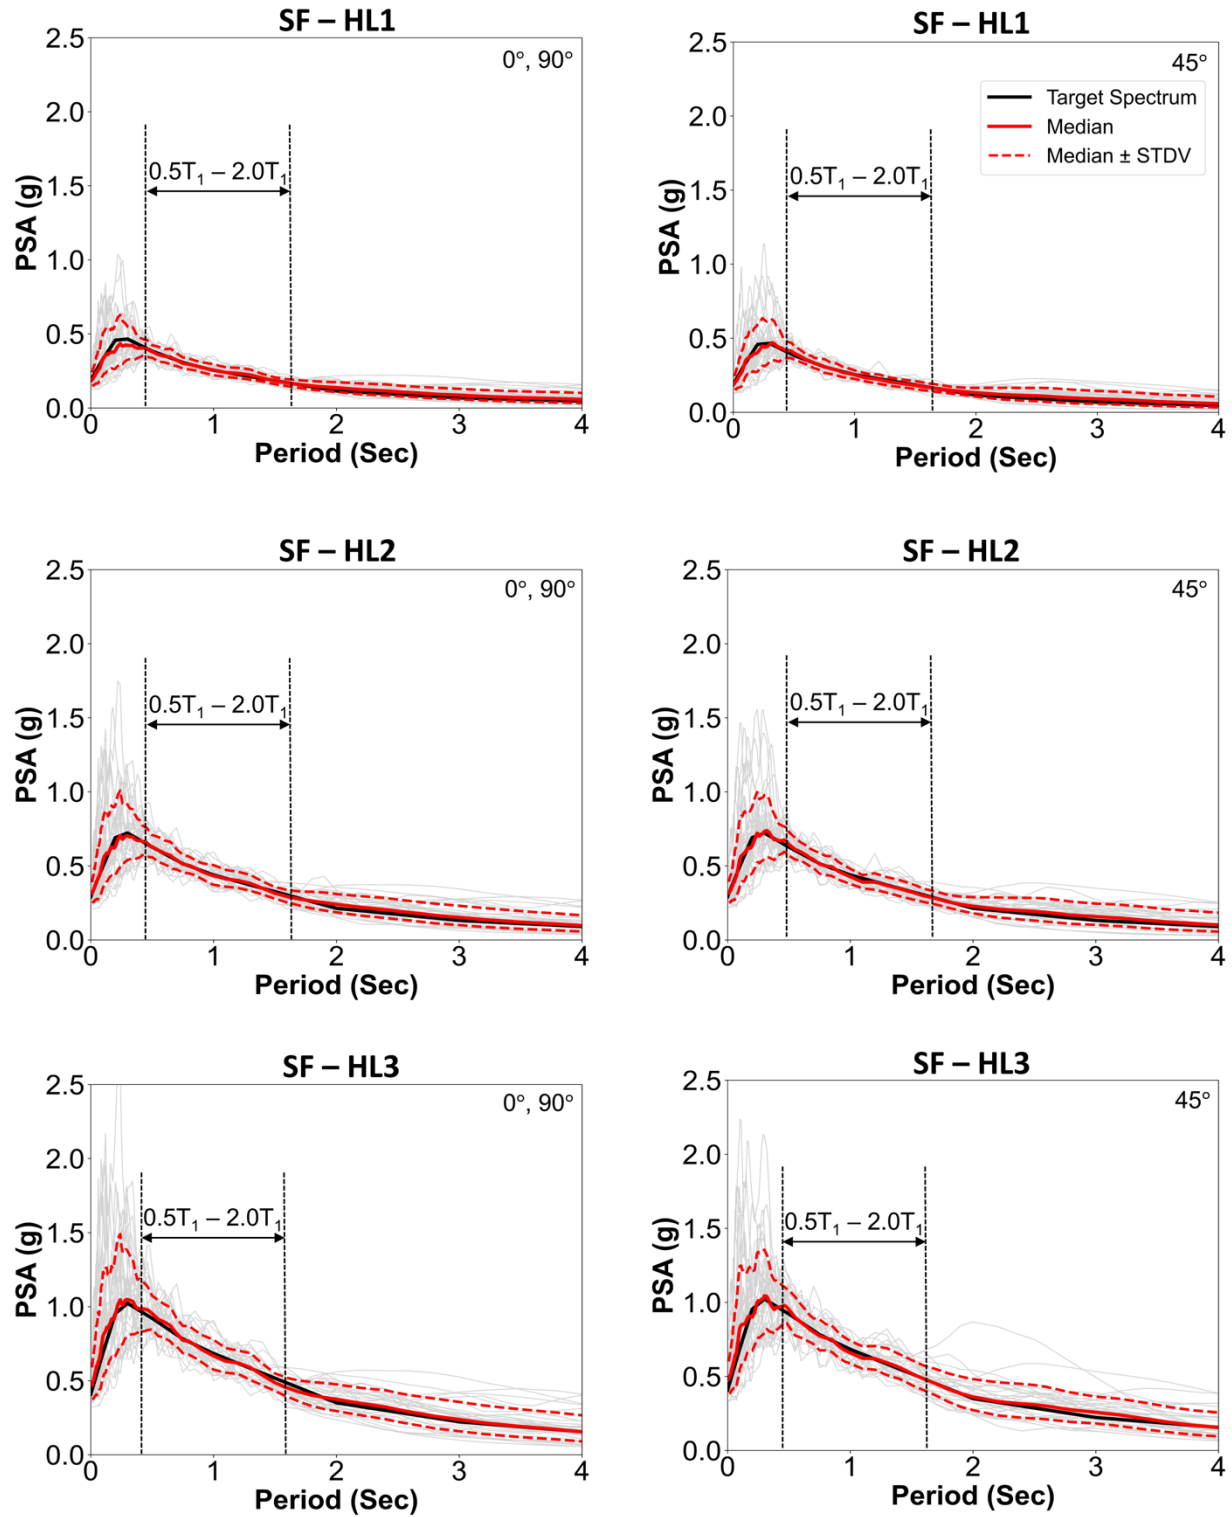 SF – HL1
0°, 90°
2.5
2.0
1.5
1.0
0.5
0.0
PSA (g)
0.5T₁ – 2.0T₁
0 1 2 3 4
Period (Sec)
SF – HL1
45°
Target Spectrum
Median
Median ± STDV
2.5
2.0
1.5
1.0
0.5
0.0
PSA (g)
0.5T₁ – 2.0T₁
0 1 2 3 4
Period (Sec)
SF – HL2
0°, 90°
2.5
2.0
1.5
1.0
0.5
0.0
PSA (g)
0.5T₁ – 2.0T₁
0 1 2 3 4
Period (Sec)
SF – HL2
45°
2.5
2.0
1.5
1.0
0.5
0.0
PSA (g)
0.5T₁ – 2.0T₁
0 1 2 3 4
Period (Sec)
SF – HL3
0°, 90°
2.5
2.0
1.5
1.0
0.5
0.0
PSA (g)
0.5T₁ – 2.0T₁
0 1 2 3 4
Period (Sec)
SF – HL3
45°
2.5
2.0
1.5
1.0
0.5
0.0
PSA (g)
0.5T₁ – 2.0T₁
0 1 2 3 4
Period (Sec)